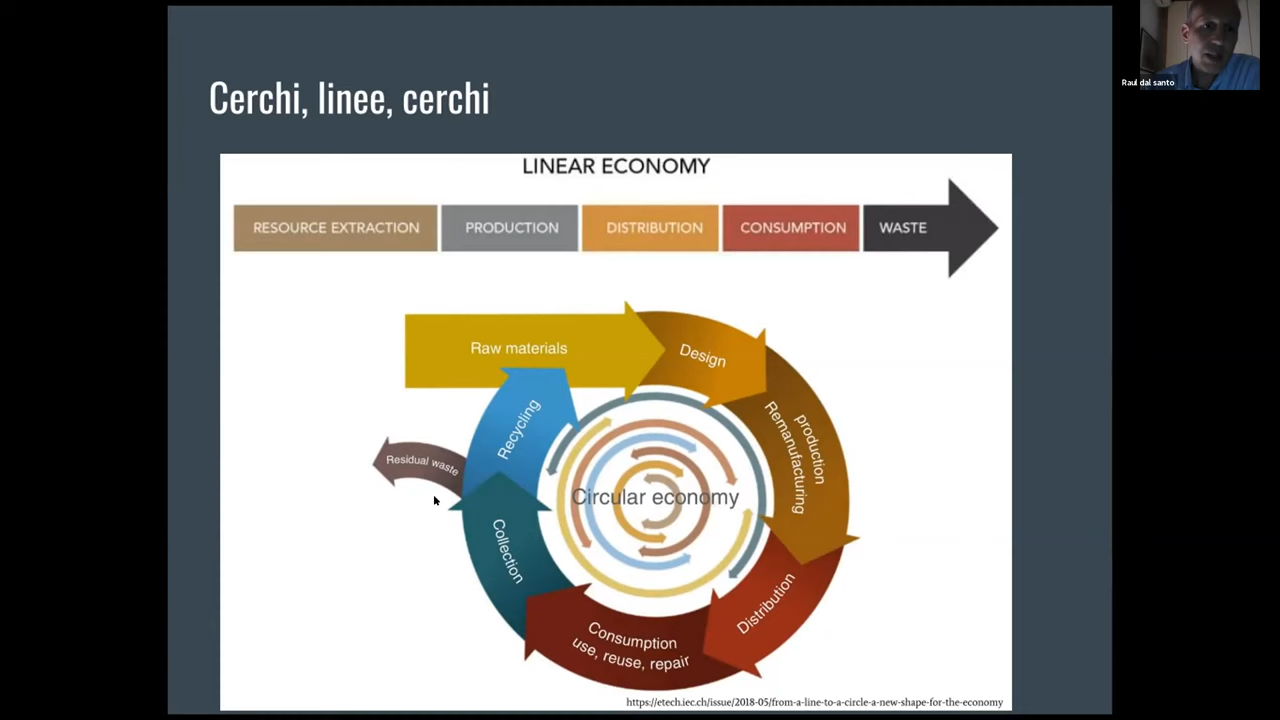 Raul dal santo
Cerchi, linee, cerchi
LINEAR ECONOMY
RESOURCE EXTRACTION
PRODUCTION
DISTRIBUTION
CONSUMPTION
WASTE
Raw materials
Design
production
Remanufacturing
Distribution
Consumption
use, reuse, repair
Collection
Recycling
Residual waste
Circular economy
https://etech.iec.ch/issue/2018-05/from-a-line-to-a-circle-a-new-shape-for-the-economy